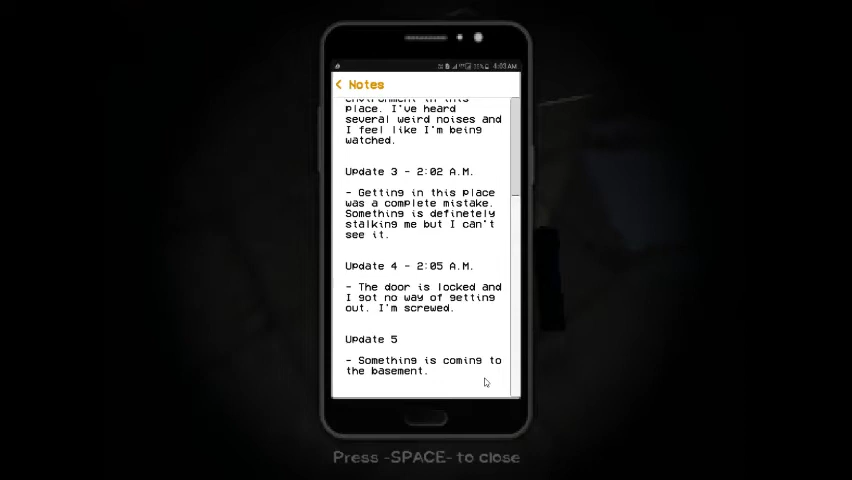 4:03 AM
Notes
environment in this
place. I've heard
several weird noises and
I feel like I'm being
watched.
Update 3 - 2:02 A.M.
- Getting in this place
was a complete mistake.
Something is definetely
stalking me but I can't
see it.
Update 4 - 2:05 A.M.
- The door is locked and
I got no way of getting
out. I'm screwed.
Update 5
- Something is coming to
the basement.
Press -SPACE- to close